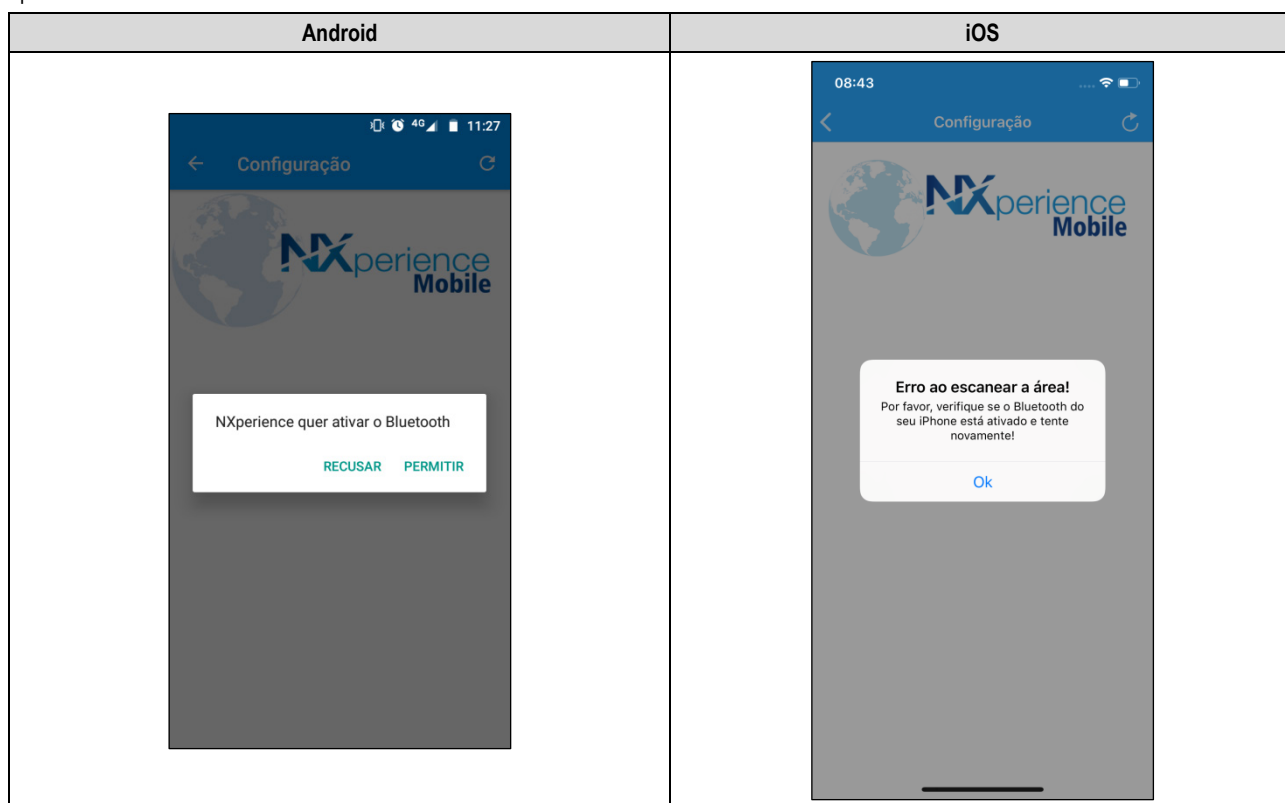 Android
iOS
4G 11:27
Configuração
NXperience
Mobile
NXperience quer ativar o Bluetooth
RECUSAR PERMITIR
08:43
Configuração
NXperience
Mobile
Erro ao escanear a área!
Por favor, verifique se o Bluetooth do
seu iPhone está ativado e tente
novamente!
Ok